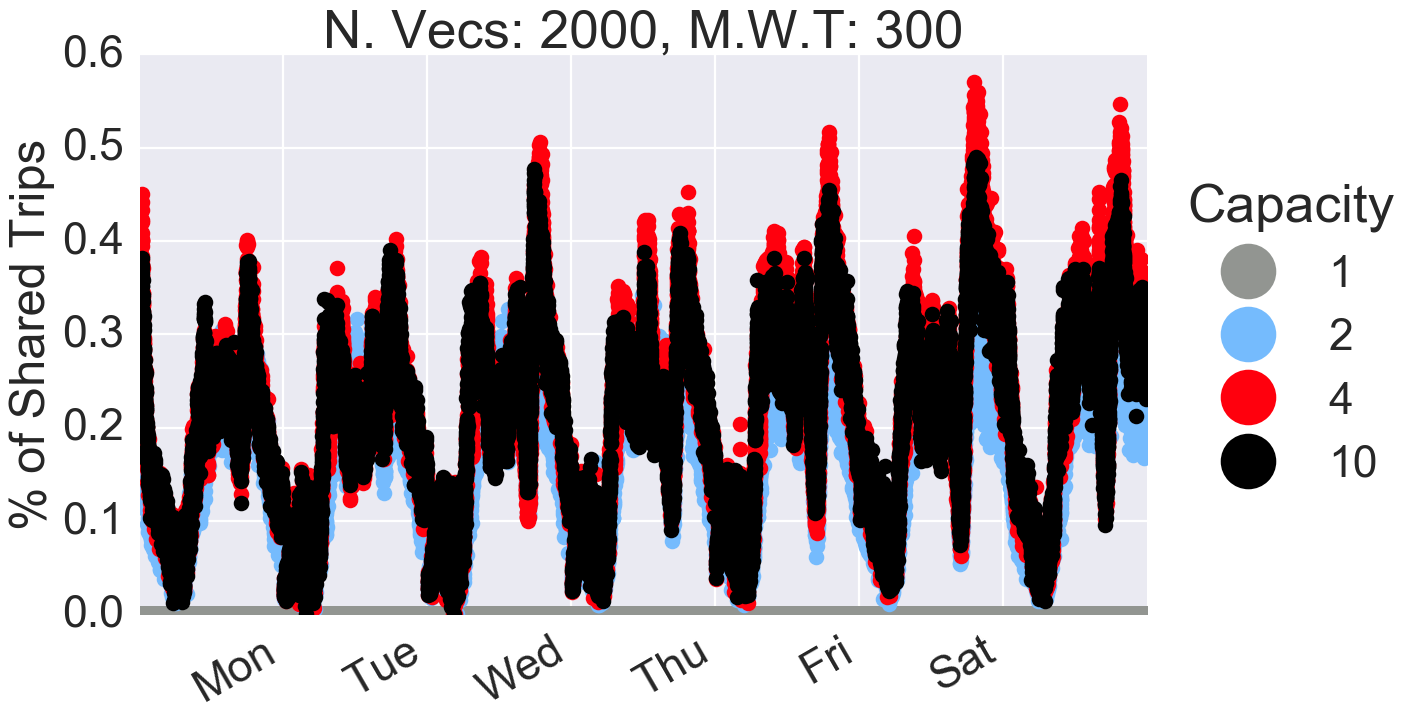 N. Vecs: 2000, M.W.T: 300
0.6
0.5
0.4
0.3
0.2
0.1
0.0
% of Shared Trips
Mon
Tue
Wed
Thu
Fri
Sat
Capacity
1
2
4
10